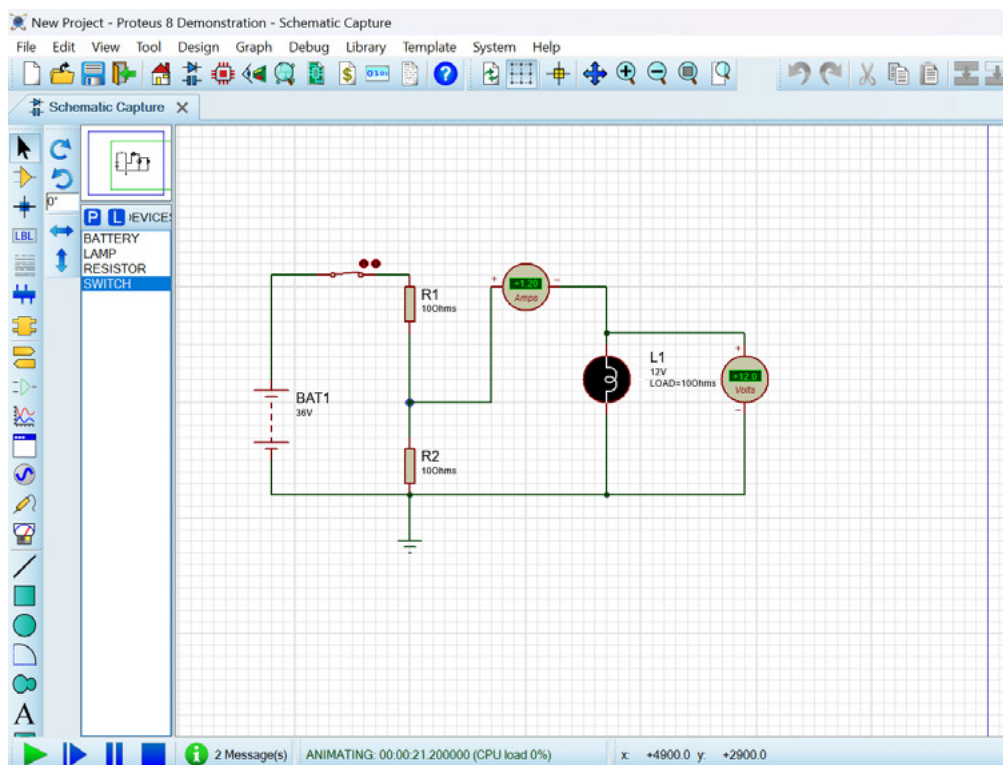 New Project - Proteus 8 Demonstration - Schematic Capture
File Edit View Tool Design Graph Debug Library Template System Help
$ 0101 ?
Schematic Capture
0°
P L DEVICES
LBL
BATTERY
LAMP
RESISTOR
SWITCH
R1
10Ohms
+
-
+1.20
Amps
L1
12V
LOAD=10Ohms
+
+12.0
Volts
-
BAT1
36V
R2
10Ohms
A
2 Message(s) ANIMATING: 00:00:21.200000 (CPU load 0%) x: +4900.0 y: +2900.0